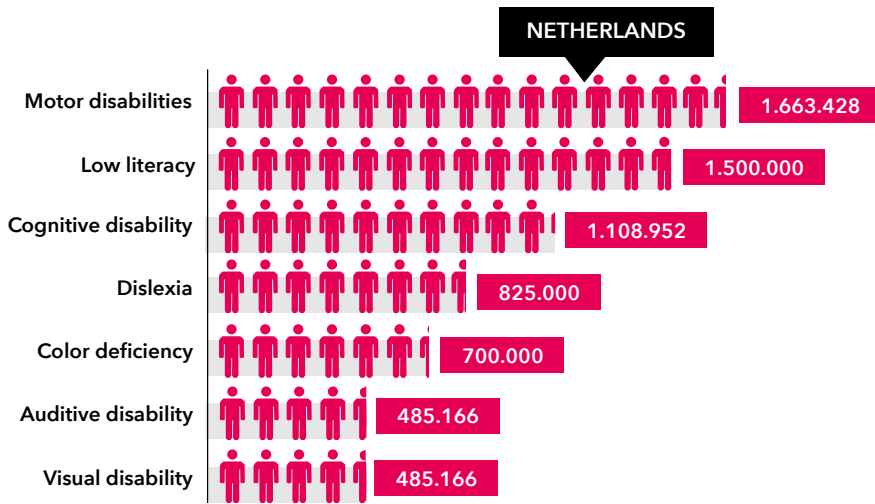 NETHERLANDS
Motor disabilities 1.663.428
Low literacy 1.500.000
Cognitive disability 1.108.952
Dislexia 825.000
Color deficiency 700.000
Auditive disability 485.166
Visual disability 485.166